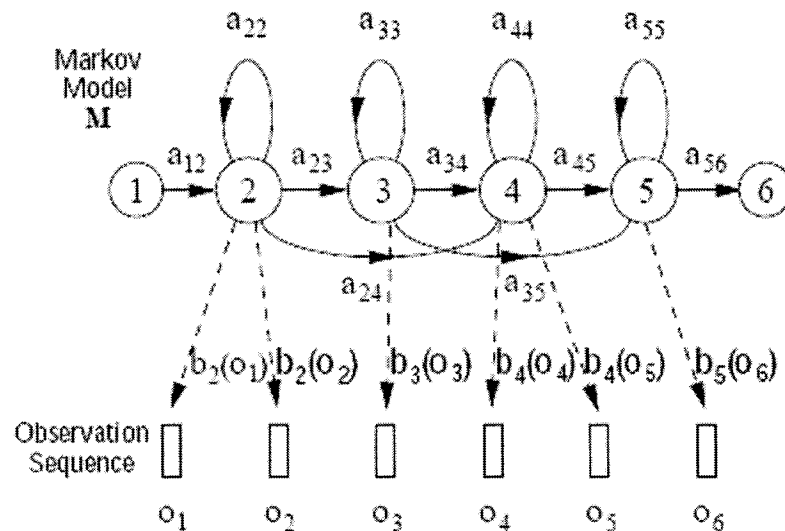 a₂₂ a₃₃ a₄₄ a₅₅
Markov
Model
M
a₁₂ a₂₃ a₃₄ a₄₅ a₅₆
1 2 3 4 5 6
a₂₄ a₃₅
b₂(o₁) b₂(o₂) b₃(o₃) b₄(o₄) b₄(o₅) b₅(o₆)
Observation
Sequence
o₁ o₂ o₃ o₄ o₅ o₆